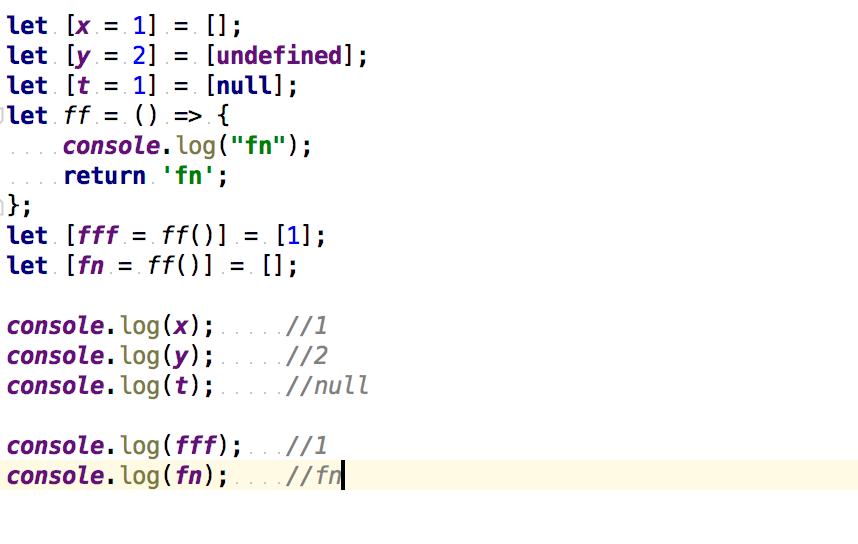 let [x = 1] = [];
let [y = 2] = [undefined];
let [t = 1] = [null];
let ff = () => {
    console.log("fn");
    return 'fn';
};
let [fff = ff()] = [1];
let [fn = ff()] = [];
console.log(x);     //1
console.log(y);     //2
console.log(t);     //null
console.log(fff);   //1
console.log(fn);    //fn